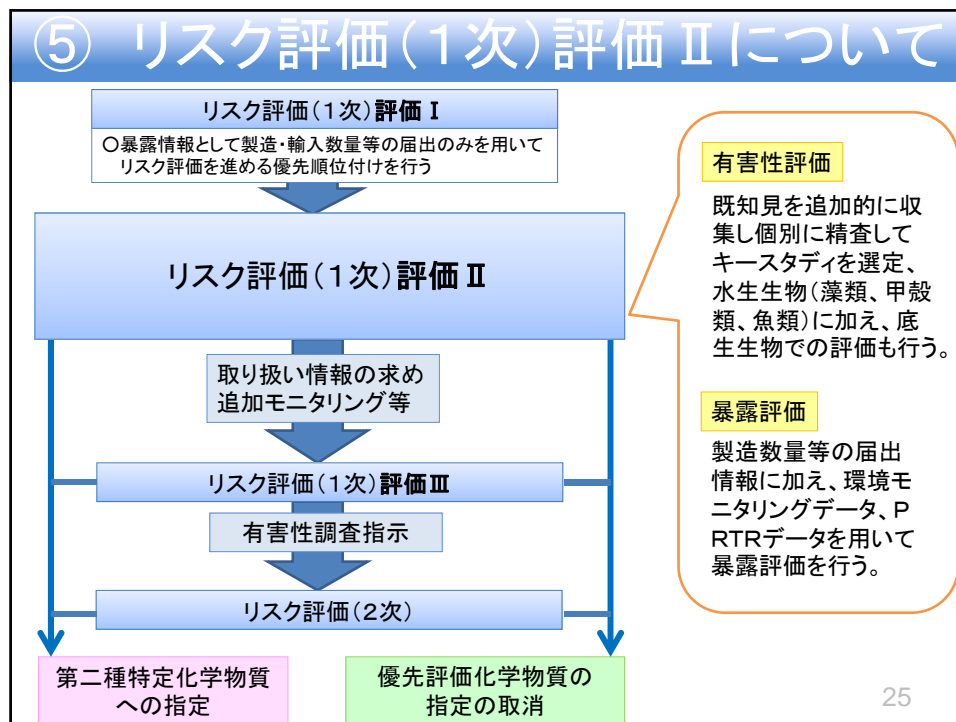 ⑤ リスク評価(1次)評価Ⅱについて
リスク評価(1次)評価Ⅰ
○暴露情報として製造・輸入数量等の届出のみを用いて
リスク評価を進める優先順位付けを行う
リスク評価(1次)評価Ⅱ
取り扱い情報の求め
追加モニタリング等
リスク評価(1次)評価Ⅲ
有害性調査指示
リスク評価(2次)
第二種特定化学物質
への指定
優先評価化学物質の
指定の取消
有害性評価
既知見を追加的に収
集し個別に精査して
キースタディを選定、
水生生物(藻類、甲殻
類、魚類)に加え、底
生生物での評価も行う。
暴露評価
製造数量等の届出
情報に加え、環境モ
ニタリングデータ、P
RTRデータを用いて
暴露評価を行う。
25